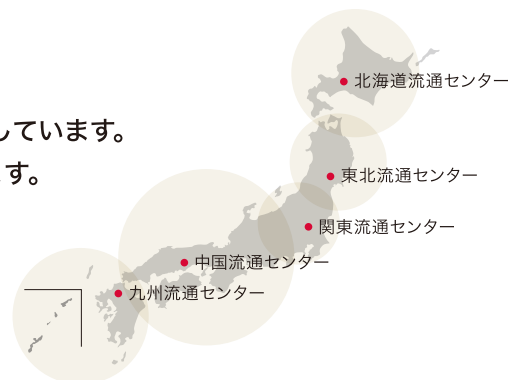 しています。
す。
北海道流通センター
東北流通センター
関東流通センター
中国流通センター
九州流通センター